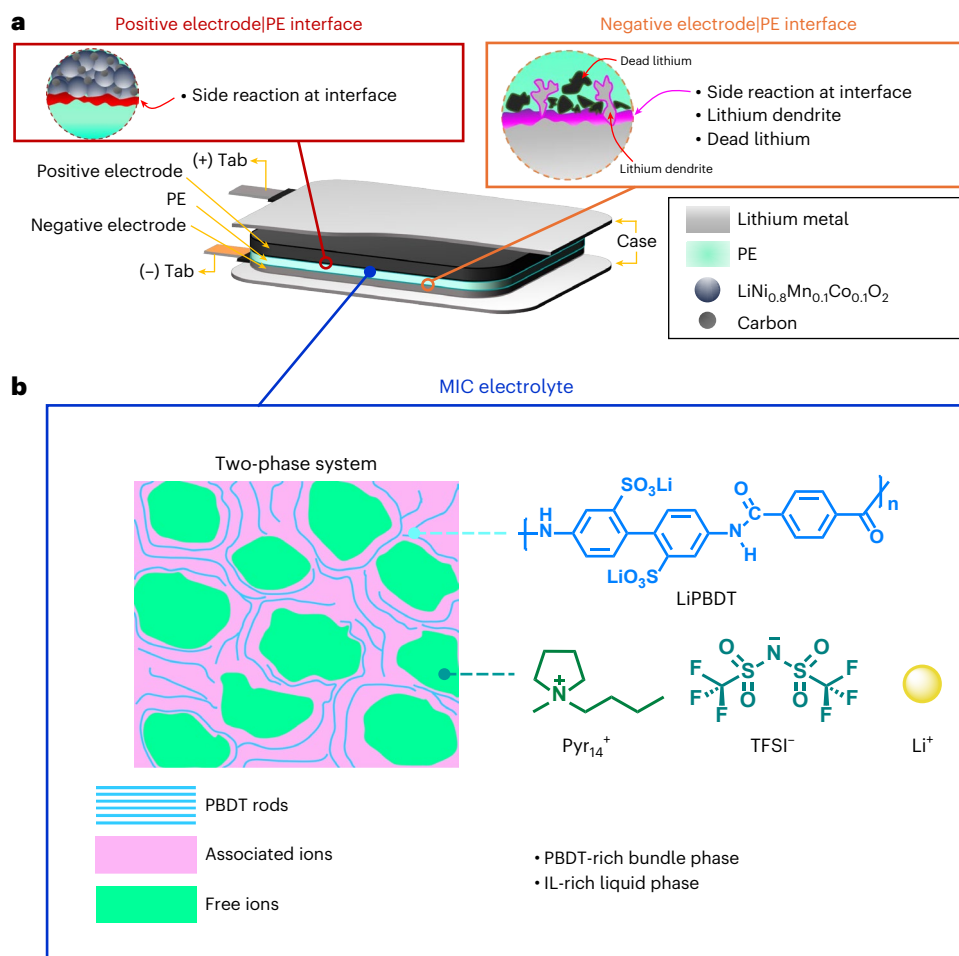 a
Positive electrode|PE interface
Negative electrode|PE interface
• Side reaction at interface
Dead lithium
• Side reaction at interface
• Lithium dendrite
• Dead lithium
Lithium dendrite
(+) Tab
Positive electrode
PE
Negative electrode
(–) Tab
Case
Lithium metal
PE
LiNi₀.₈Mn₀.₁Co₀.₁O₂
Carbon
b
MIC electrolyte
Two-phase system
SO₃Li
H
N
O
C
N
H
O
n
LiO₃S
LiPBDT
N
+
Pyr₁₄⁺
O
N
–
O
F
S
S
F
F
F
O
O
F
F
TFSI⁻
Li⁺
PBDT rods
Associated ions
Free ions
• PBDT-rich bundle phase
• IL-rich liquid phase